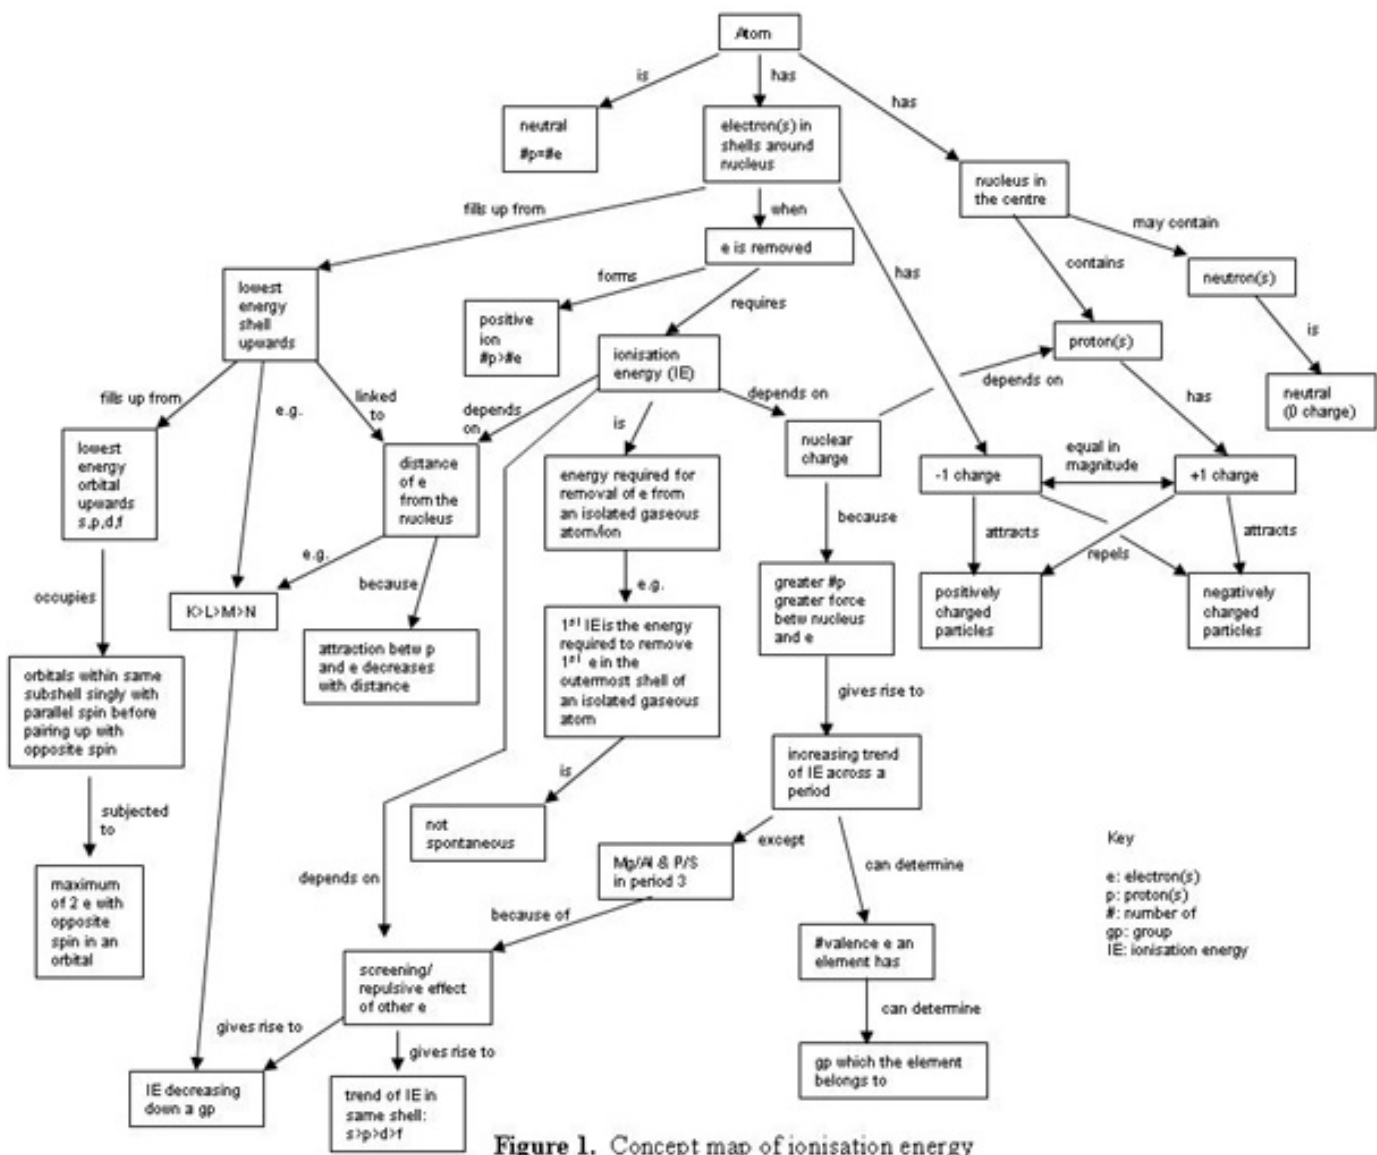 Atom
is
has
has
neutral
#p=#e
electron(s) in
shells around
nucleus
nucleus in
the centre
fills up from
when
may contain
e is removed
has
contains
neutron(s)
lowest
energy
shell
upwards
forms
requires
positive
ion
#p>#e
is
ionisation
energy (IE)
proton(s)
depends on
neutral
(0 charge)
fills up from
e.g.
linked
to
depends
on
is
depends on
has
lowest
energy
orbital
upwards
s,p,d,f
distance
of e
from the
nucleus
nuclear
charge
equal in
magnitude
energy required for
removal of e from
an isolated gaseous
atom/ion
-1 charge
+1 charge
because
attracts
repels
attracts
e.g.
because
e.g.
occupies
K>L>M>N
greater #p
greater force
betw nucleus
and e
positively
charged
particles
negatively
charged
particles
attraction betw p
and e decreases
with distance
1st IE is the energy
required to remove
1st e in the
outermost shell of
an isolated gaseous
atom
orbitals within same
subshell singly with
parallel spin before
pairing up with
opposite spin
gives rise to
increasing trend
of IE across a
period
is
subjected
to
not
spontaneous
except
Mg/Al & P/S
in period 3
can determine
Key
e: electron(s)
p: proton(s)
#: number of
gp: group
IE: ionisation energy
maximum
of 2 e with
opposite
spin in an
orbital
depends on
because of
#valence e an
element has
screening/
repulsive effect
of other e
can determine
gives rise to
gives rise to
gp which the element
belongs to
IE decreasing
down a gp
trend of IE in
same shell:
s>p>d>f
Figure 1. Concept map of ionisation energy